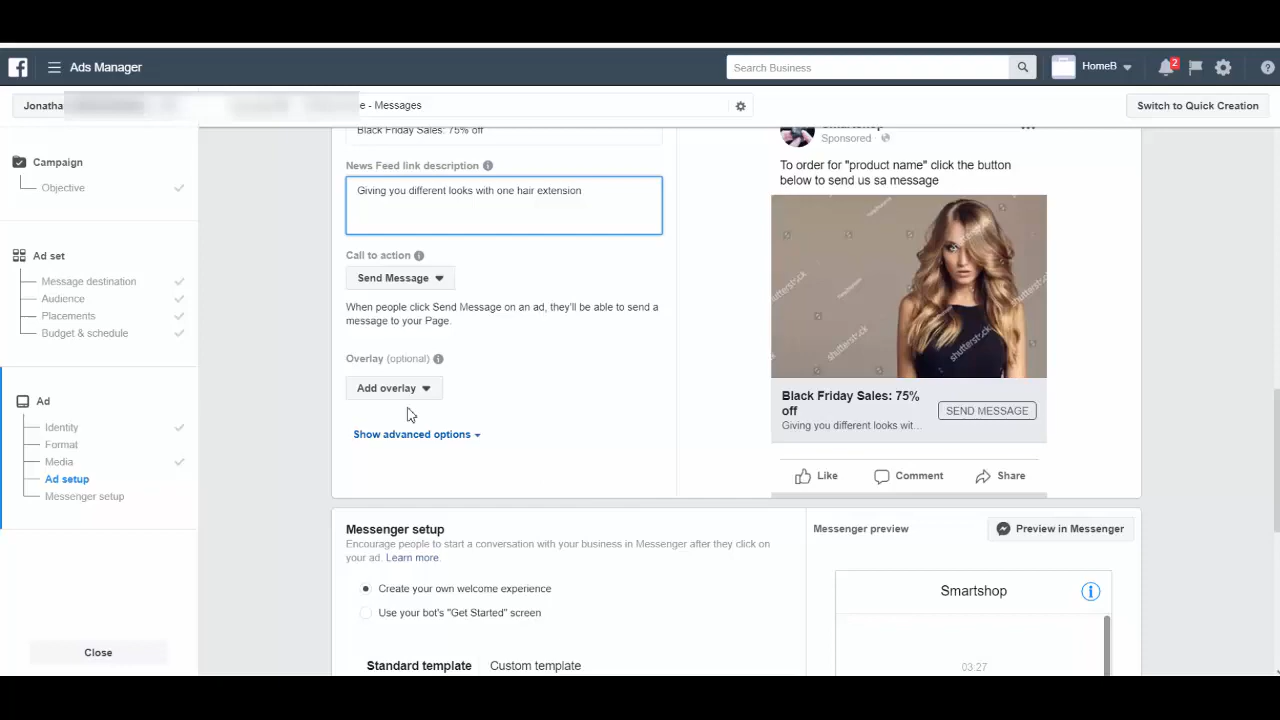 Ads Manager
Search Business
HomeB
2
Jonatha
e - Messages
Switch to Quick Creation
Campaign
Objective
Ad set
Message destination
Audience
Placements
Budget & schedule
Ad
Identity
Format
Media
Ad setup
Messenger setup
Close
Black Friday Sales: 75% off
News Feed link description
Giving you different looks with one hair extension
Call to action
Send Message
When people click Send Message on an ad, they'll be able to send a
message to your Page.
Overlay (optional)
Add overlay
Show advanced options
Smartshop
Sponsored
To order for "product name" click the button
below to send us sa message
shutterstock
shutterstock
shutterstock
Black Friday Sales: 75%
off
Giving you different looks wit...
SEND MESSAGE
Like
Comment
Share
Messenger setup
Encourage people to start a conversation with your business in Messenger after they click on
your ad. Learn more.
Create your own welcome experience
Use your bot's "Get Started" screen
Standard template
Custom template
Messenger preview
Preview in Messenger
Smartshop
03:27